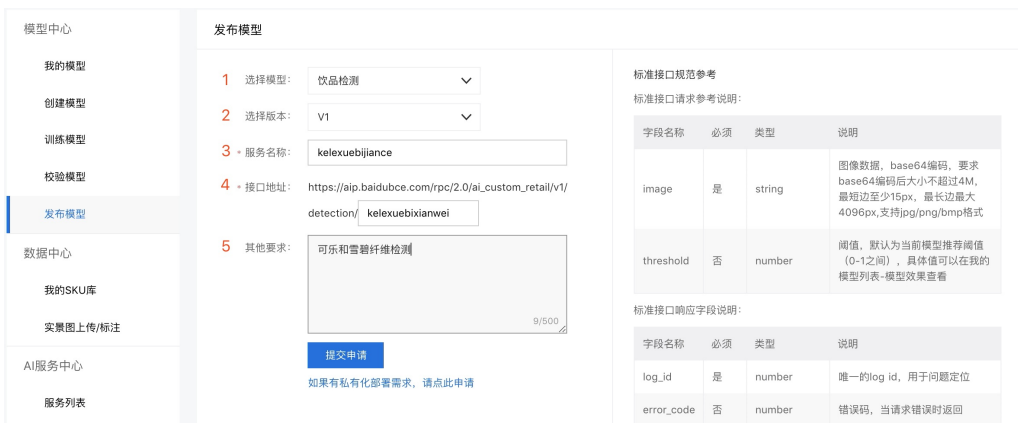 模型中心
我的模型
创建模型
训练模型
校验模型
发布模型
数据中心
我的SKU库
实景图上传/标注
AI服务中心
服务列表
发布模型
1 选择模型: 饮品检测
2 选择版本: V1
3 * 服务名称: kelexuebijiance
4 * 接口地址: https://aip.baidubce.com/rpc/2.0/ai_custom_retail/v1/
detection/ kelexuebixianwei
5 其他要求: 可乐和雪碧纤维检测
9/500
提交申请
如果有私有化部署需求，请点此申请
标准接口规范参考
标准接口请求参考说明:
字段名称 必须 类型 说明
image 是 string 图像数据，base64编码，要求
base64编码后大小不超过4M，
最短边至少15px，最长边最大
4096px,支持jpg/png/bmp格式
threshold 否 number 阈值，默认为当前模型推荐阈值
（0-1之间），具体值可以在我的
模型列表-模型效果查看
标准接口响应字段说明:
字段名称 必须 类型 说明
log_id 是 number 唯一的log id，用于问题定位
error_code 否 number 错误码，当请求错误时返回